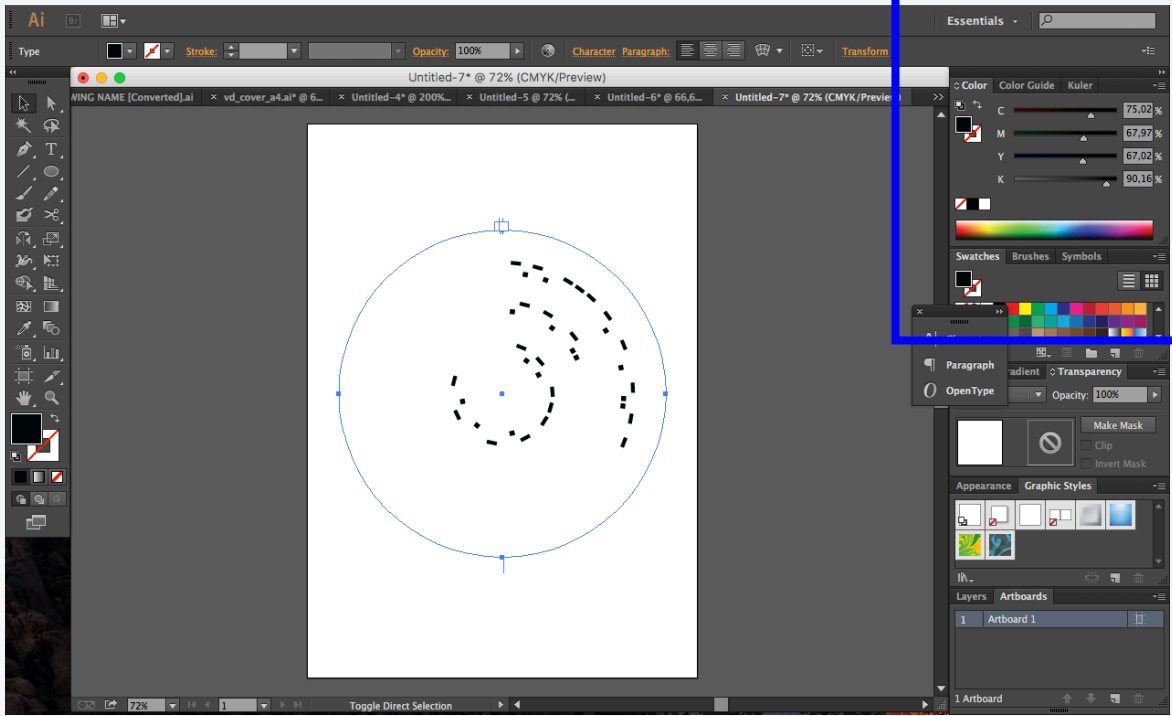 Ai Br Essentials
Type Stroke: Opacity: 100% Character Paragraph: Transform
Untitled-7* @ 72% (CMYK/Preview)
WING NAME [Converted].ai × vd_cover_a4.ai* @ 6... × Untitled-4* @ 200%... × Untitled-5 @ 72% (... × Untitled-6* @ 66,6... × Untitled-7* @ 72% (CMYK/Preview) >>
Color Color Guide Kuler
C 75,02 %
M 67,97 %
Y 67,02 %
K 90,16 %
Swatches Brushes Symbols
Paragraph
OpenType
Transparency
Opacity: 100%
Make Mask
Clip
Invert Mask
Appearance Graphic Styles
Layers Artboards
1 Artboard 1
1 Artboard
72% 1 Toggle Direct Selection